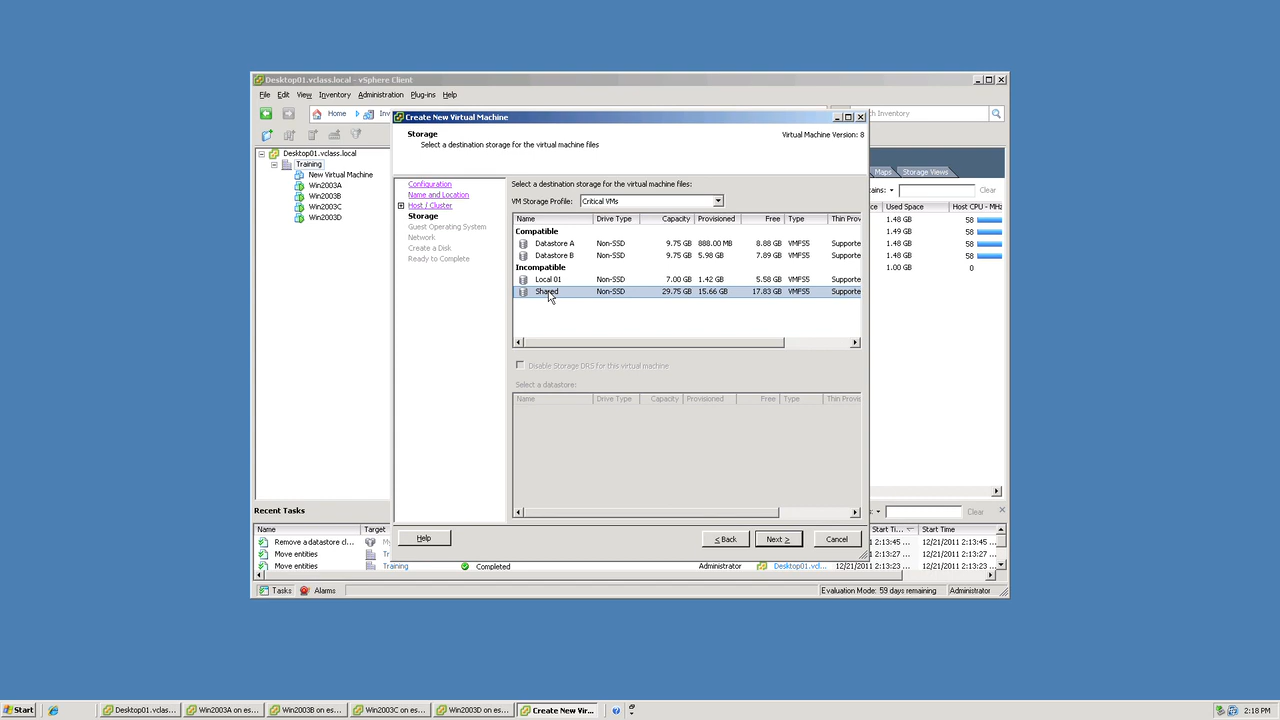 Desktop01.vclass.local - vSphere Client
File Edit View Inventory Administration Plug-ins Help
Home Inv
Desktop01.vclass.local
Training
New Virtual Machine
Win2003A
Win2003B
Win2003C
Win2003D
Create New Virtual Machine
Storage
Select a destination storage for the virtual machine files
Virtual Machine Version: 8
Configuration
Name and Location
Host / Cluster
Storage
Guest Operating System
Network
Create a Disk
Ready to Complete
Select a destination storage for the virtual machine files:
VM Storage Profile: Critical VMs
Name Drive Type Capacity Provisioned Free Type Thin Prov
Compatible
Datastore A Non-SSD 9.75 GB 888.00 MB 8.88 GB VMFS5 Supporte
Datastore B Non-SSD 9.75 GB 5.98 GB 7.89 GB VMFS5 Supporte
Incompatible
Local 01 Non-SSD 7.00 GB 1.42 GB 5.58 GB VMFS5 Supporte
Shared Non-SSD 29.75 GB 15.66 GB 17.83 GB VMFS5 Supporte
Disable Storage DRS for this virtual machine
Select a datastore:
Name Drive Type Capacity Provisioned Free Type Thin Provi
Help < Back Next > Cancel
ch Inventory
Maps Storage Views
ains: Clear
ce Used Space Host CPU - MHz
1.48 GB 58
1.49 GB 58
1.48 GB 58
1.48 GB 58
1.00 GB 0
Recent Tasks
Clear
Name Target Start Ti... Start Time
Remove a datastore cl... 12/21/2011 2:13:45 ... 12/21/2011 2:13:45
Move entities 12/21/2011 2:13:27 ... 12/21/2011 2:13:27
Move entities Training Completed Administrator Desktop01.vcl... 12/21/2011 2:13:23 ... 12/21/2011 2:13:23
Tasks Alarms Evaluation Mode: 59 days remaining Administrator
Start Desktop01.vclass... Win2003A on es... Win2003B on es... Win2003C on es... Win2003D on es... Create New Vir... 2:18 PM